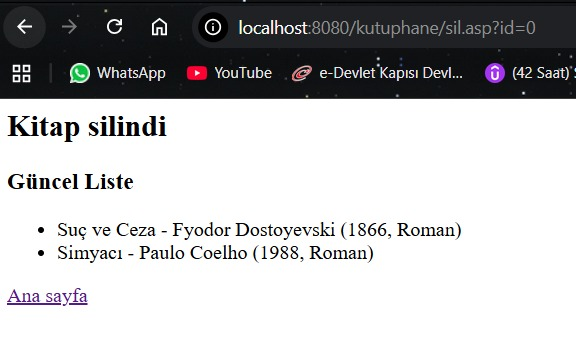 localhost:8080/kutuphane/sil.asp?id=0
WhatsApp YouTube e-Devlet Kapısı Devl... (42 Saat)
Kitap silindi
Güncel Liste
• Suç ve Ceza - Fyodor Dostoyevski (1866, Roman)
• Simyacı - Paulo Coelho (1988, Roman)
Ana sayfa